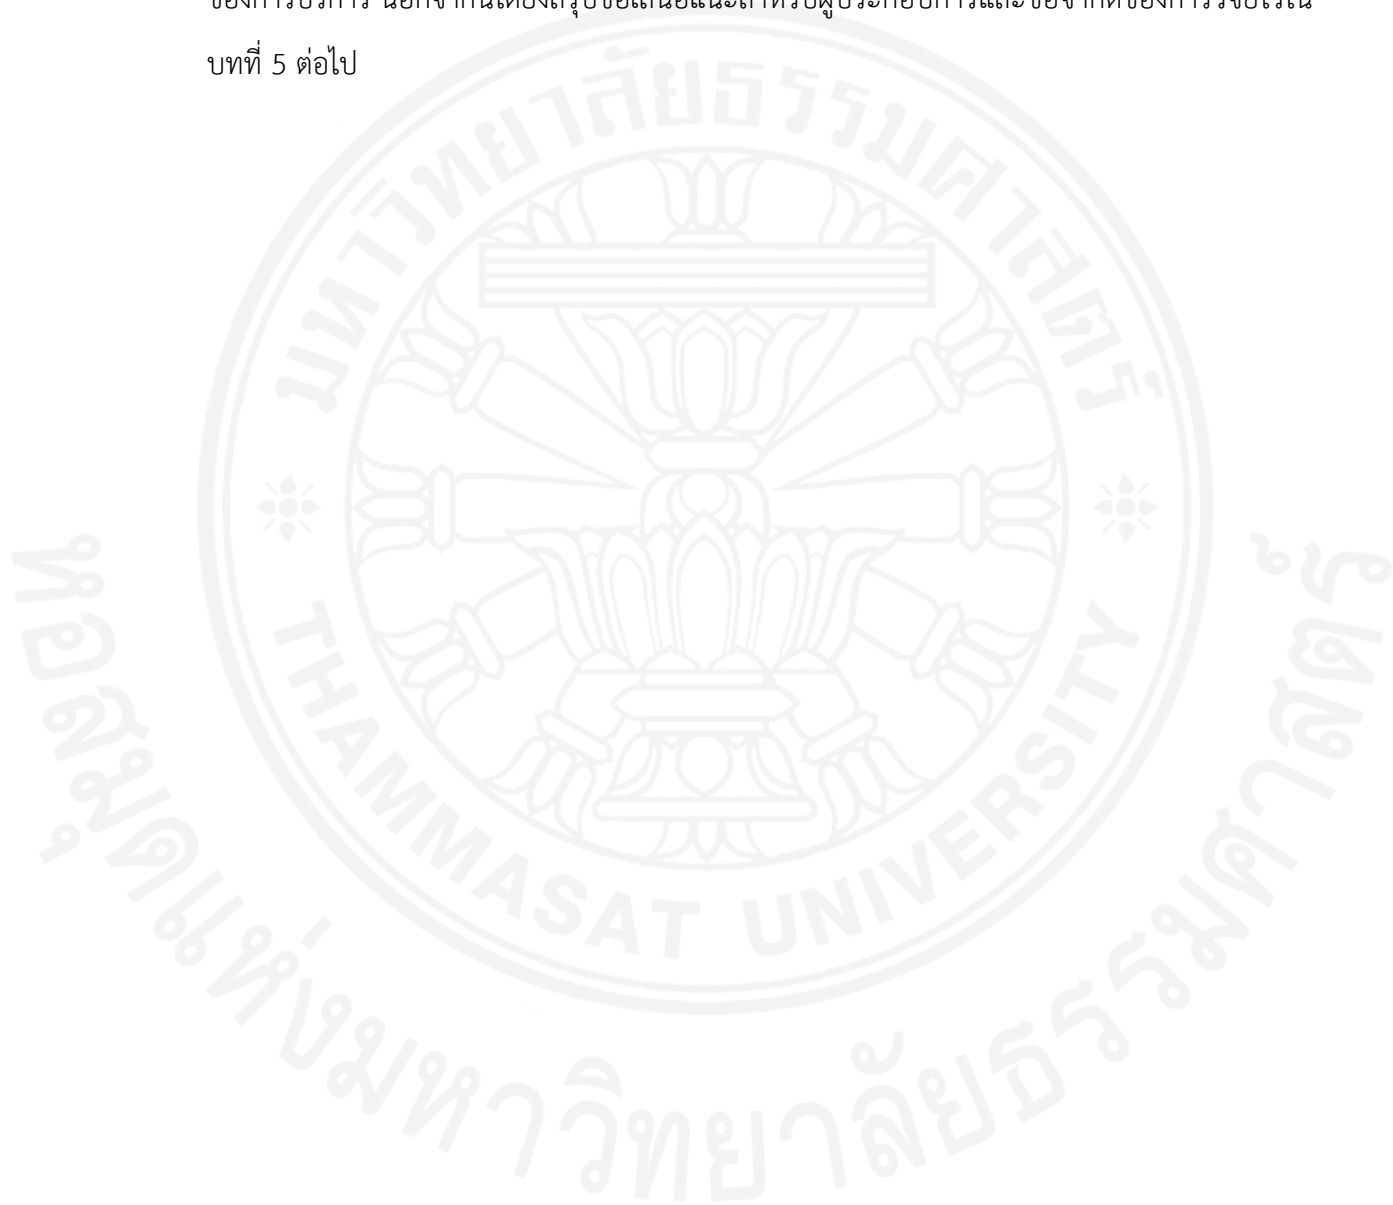 ของการบริการ นอกจากนี้ได้ยังสรุปข้อเสนอแนะสำหรับผู้ประกอบการและข้อจำกัดของการวิจัยไว้ใน
บทที่ 5 ต่อไป
มหาวิทยาลัยธรรมศาสตร์
THAMMASAT UNIVERSITY
หอสมุดแห่งมหาวิทยาลัยธรรมศาสตร์